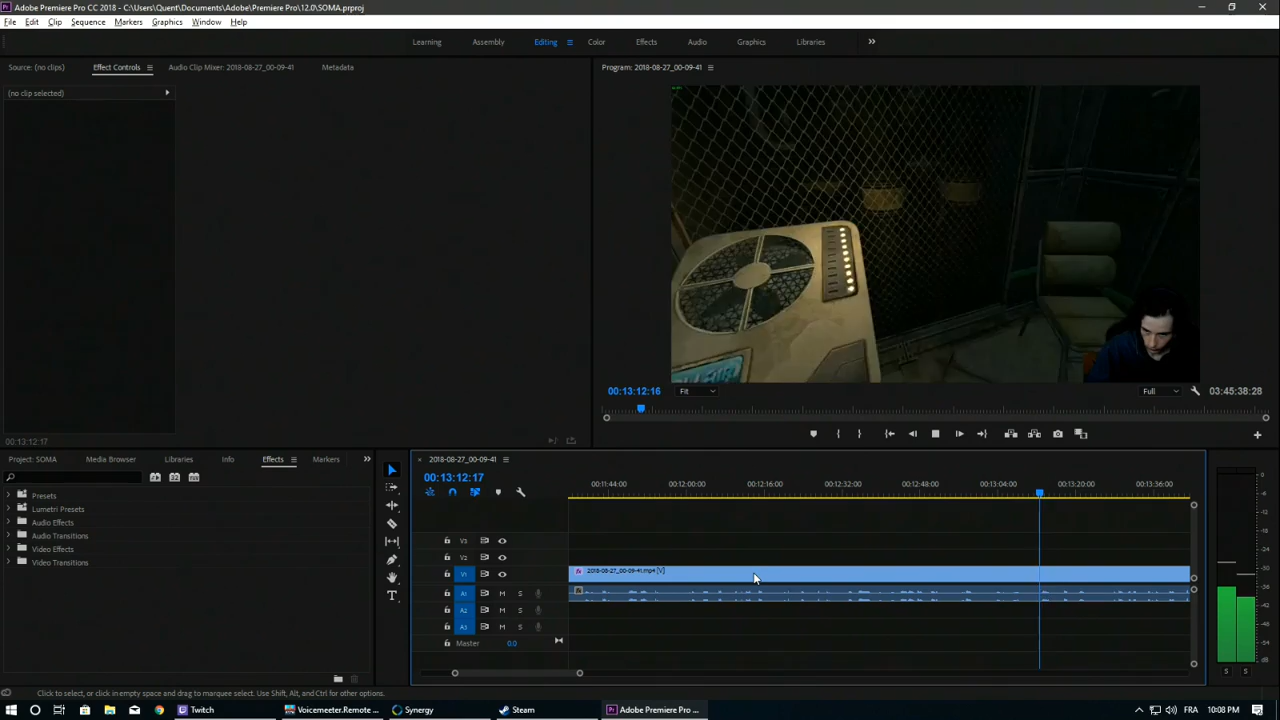 Adobe Premiere Pro CC 2018 - C:\Users\Quent\Documents\Adobe\Premiere Pro\12.0\SOMA.prproj
File Edit Clip Sequence Markers Graphics Window Help
Learning Assembly Editing Color Effects Audio Graphics Libraries
Source: (no clips) Effect Controls Audio Clip Mixer: 2018-08-27_00-09-41 Metadata
Program: 2018-08-27_00-09-41
(no clip selected)
00:13:12:16 Fit Full 03:45:38:28
00:13:12:17
Project: SOMA Media Browser Libraries Info Effects Markers
2018-08-27_00-09-41
00:13:12:17
00:11:44:00 00:12:00:00 00:12:16:00 00:12:32:00 00:12:48:00 00:13:04:00 00:13:20:00 00:13:36:00
Presets
Lumetri Presets
Audio Effects
Audio Transitions
Video Effects
Video Transitions
V3
V2
V1 2018-08-27_00-09-41.mp4 [V]
A1 M S
A2 M S
A3 M S
Master 0.0
S S
Click to select, or click in empty space and drag to marquee select. Use Shift, Alt, and Ctrl for other options.
Twitch Voicemeeter.Remote ... Synergy Steam Adobe Premiere Pro ... FRA 10:08 PM